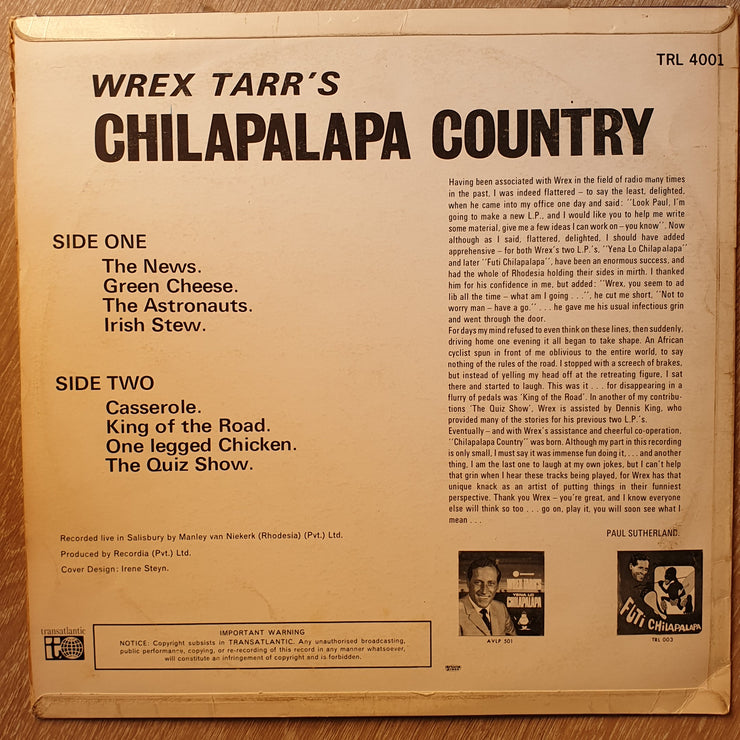 TRL 4001
WREX TARR'S
CHILAPALAPA COUNTRY
SIDE ONE
The News.
Green Cheese.
The Astronauts.
Irish Stew.
SIDE TWO
Casserole.
King of the Road.
One legged Chicken.
The Quiz Show.
Having been associated with Wrex in the field of radio many times
in the past, I was indeed flattered – to say the least, delighted,
when he came into my office one day and said: "Look Paul, I'm
going to make a new L.P., and I would like you to help me write
some material, give me a few ideas I can work on – you know". Now
although as I said, flattered, delighted, I should have added
apprehensive – for both Wrex's two L.P.'s, "Yena Lo Chilapalapa"
and later "Futi Chilapalapa", have been an enormous success, and
had the whole of Rhodesia holding their sides in mirth. I thanked
him for his confidence in me, but added: "Wrex, you seem to ad
lib all the time – what am I going . . .", he cut me short, "Not to
worry man – have a go." . . . he gave me his usual infectious grin
and went through the door.
For days my mind refused to even think on these lines, then suddenly,
driving home one evening it all began to take shape. An African
cyclist spun in front of me oblivious to the entire world, to say
nothing of the rules of the road. I stopped with a screech of brakes,
but instead of yelling my head off at the retreating figure, I sat
there and started to laugh. This was it . . . for disappearing in a
flurry of pedals was 'King of the Road'. In another of my contribu-
tions 'The Quiz Show', Wrex is assisted by Dennis King, who
provided many of the stories for his previous two L.P.'s.
Eventually – and with Wrex's assistance and cheerful co-operation,
"Chilapalapa Country" was born. Although my part in this recording
is only small, I must say it was immense fun doing it, . . . and another
thing, I am the last one to laugh at my own jokes, but I can't help
that grin when I hear these tracks being played, for Wrex has that
unique knack as an artist of putting things in their funniest
perspective. Thank you Wrex – you're great, and I know everyone
else will think so too . . . go on, play it, you will soon see what I
mean . . .
PAUL SUTHERLAND.
Recorded live in Salisbury by Manley van Niekerk (Rhodesia) (Pvt.) Ltd.
Produced by Recordia (Pvt.) Ltd.
Cover Design : Irene Steyn.
WREX TARR'S
YENA LO
CHILAPALAPA
AVLP 501
FUTI CHILAPALAPA
TRL 003
transatlantic
IMPORTANT WARNING
NOTICE: Copyright subsists in TRANSATLANTIC. Any unauthorised broadcasting,
public performance, copying, or re-recording of this record in any manner whatsoever,
will constitute an infringement of copyright and is forbidden.